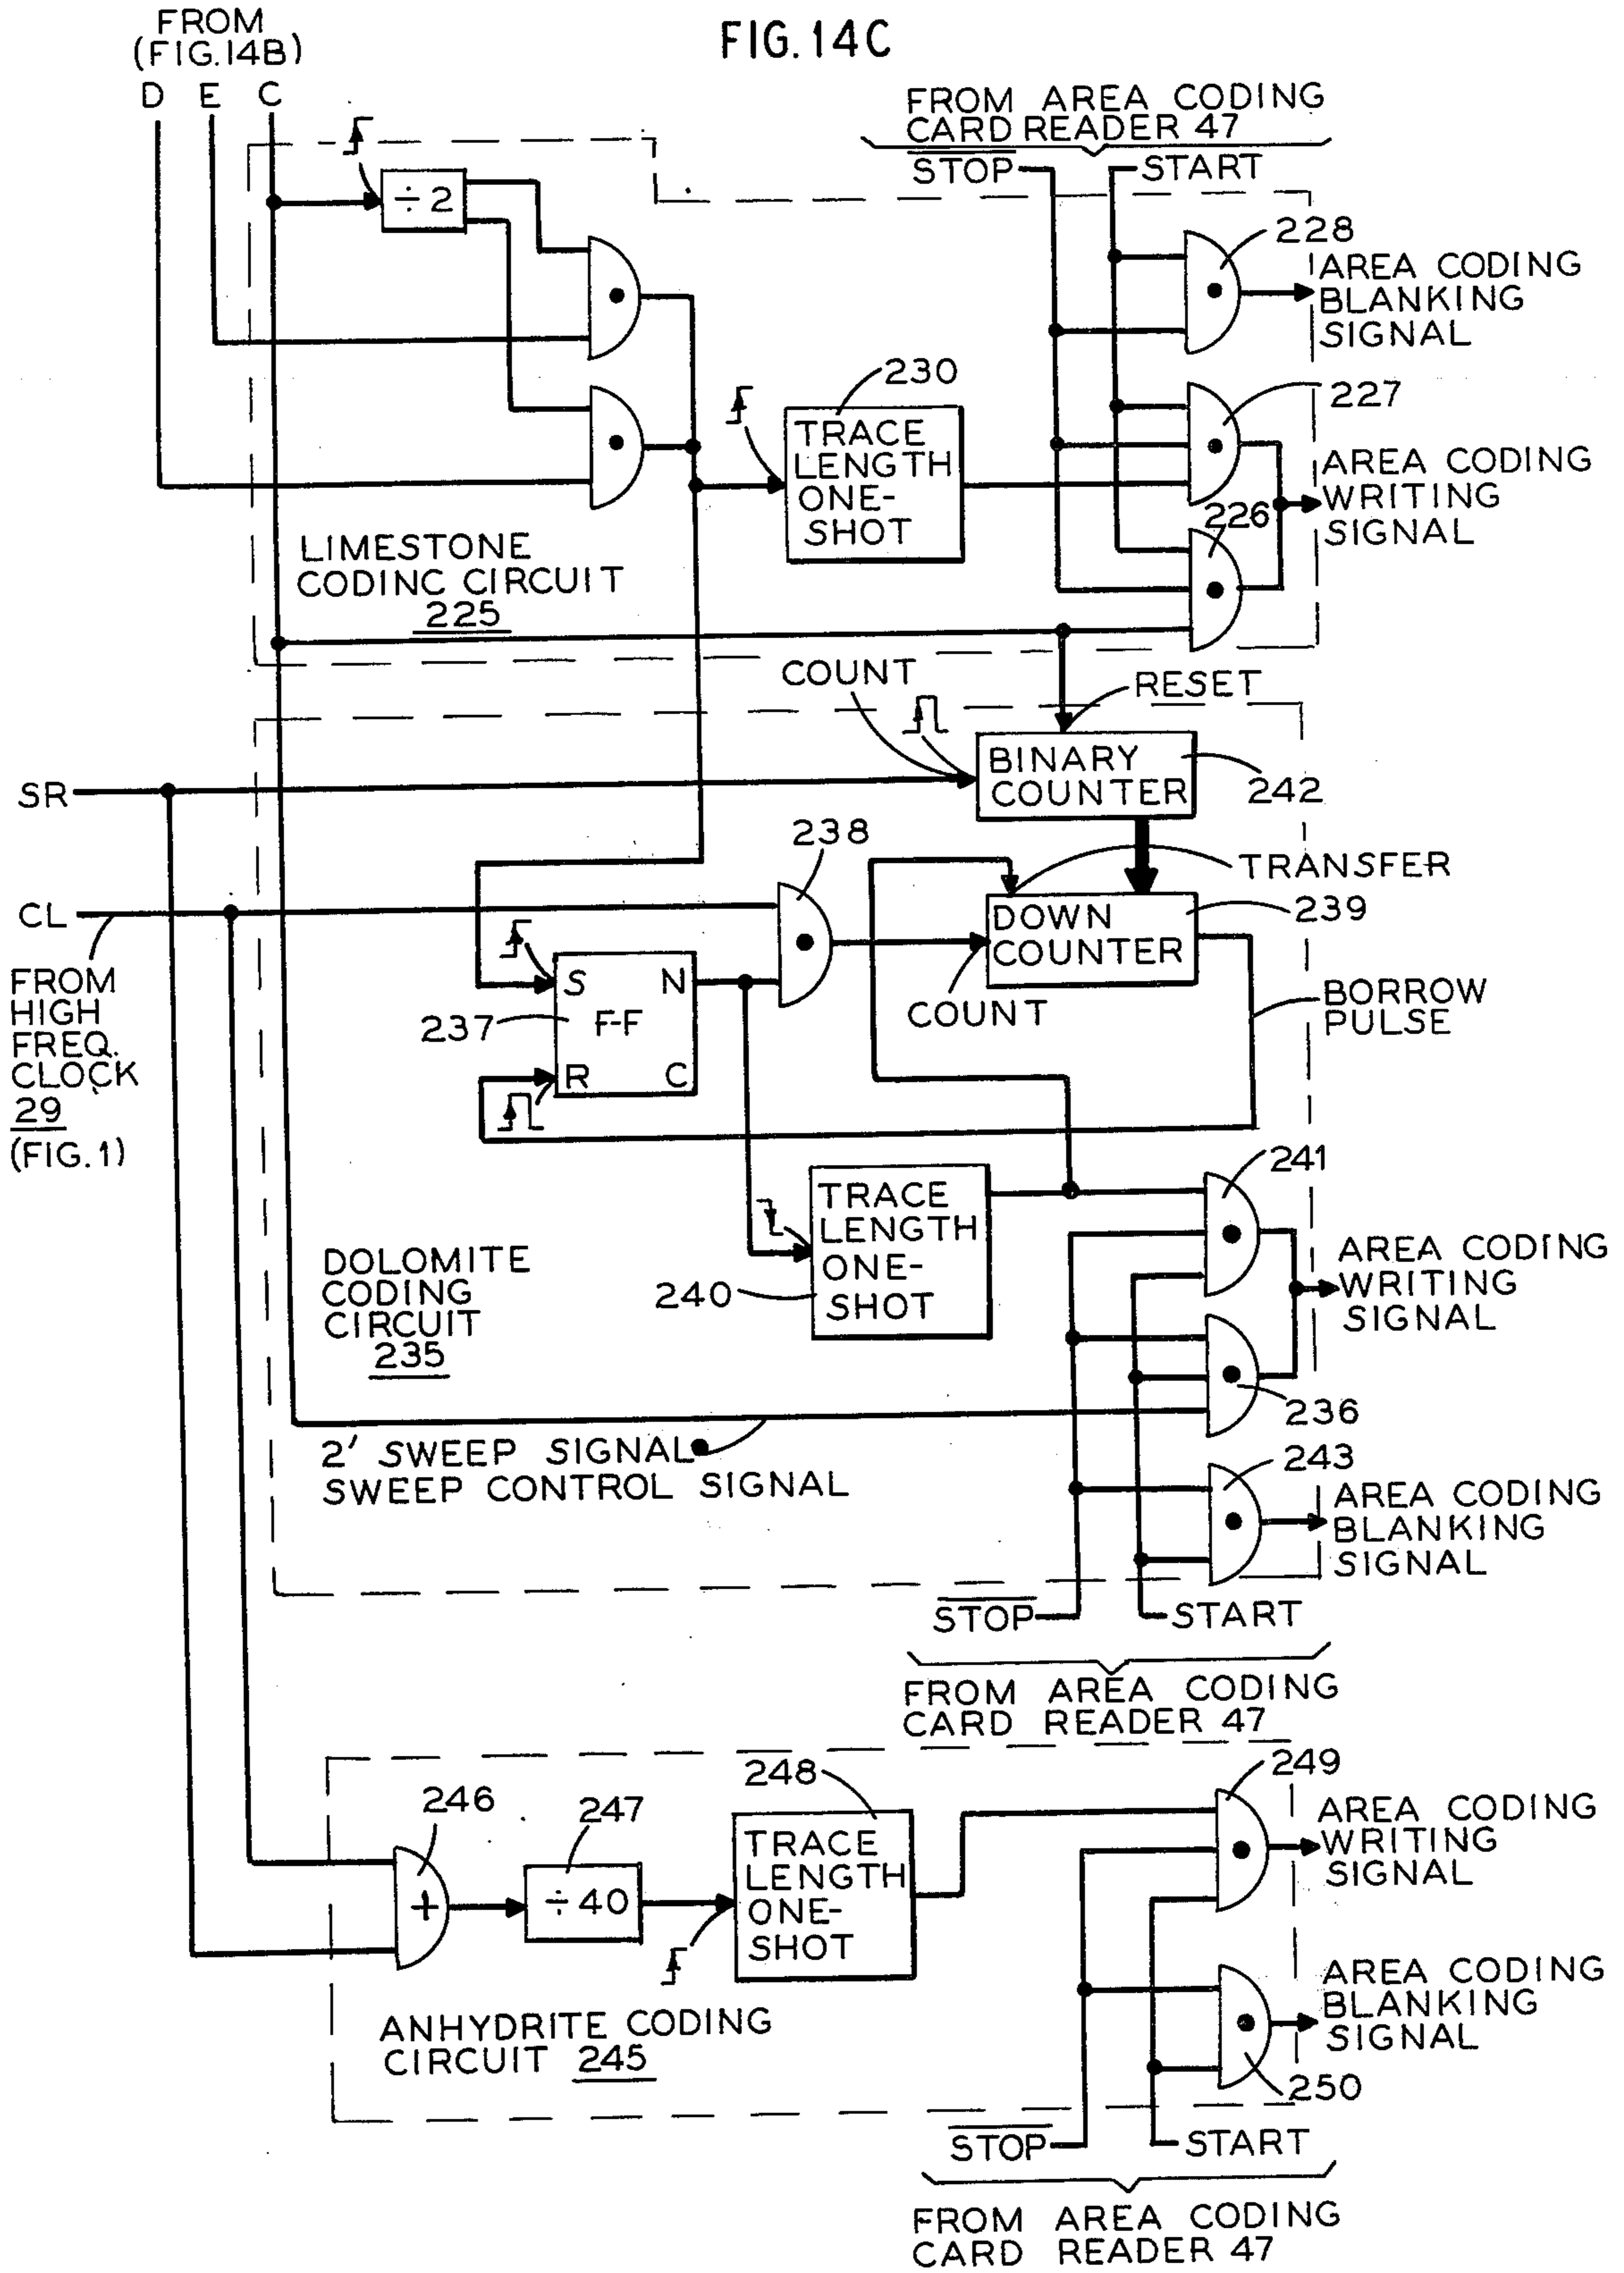 FIG. 14C
FROM
(FIG. 14B)
D E C
FROM AREA CODING
CARD READER 47
STOP
START
÷ 2
228
AREA CODING
BLANKING
SIGNAL
230
227
TRACE
LENGTH
ONE-
SHOT
AREA CODING
WRITING
SIGNAL
226
LIMESTONE
CODINC CIRCUIT
225
COUNT
RESET
BINARY
COUNTER
242
SR
238
TRANSFER
CL
DOWN
COUNTER
239
FROM
HIGH
FREQ.
CLOCK
29
(FIG. 1)
S N
F-F
R C
237
COUNT
BORROW
PULSE
241
TRACE
LENGTH
ONE-
SHOT
240
DOLOMITE
CODING
CIRCUIT
235
AREA CODING
WRITING
SIGNAL
236
2' SWEEP SIGNAL•
SWEEP CONTROL SIGNAL
243
AREA CODING
BLANKING
SIGNAL
STOP
START
FROM AREA CODING
CARD READER 47
246
247
248
249
+
÷ 40
TRACE
LENGTH
ONE-
SHOT
AREA CODING
WRITING
SIGNAL
ANHYDRITE CODING
CIRCUIT 245
AREA CODING
BLANKING
SIGNAL
250
STOP
START
FROM AREA CODING
CARD READER 47